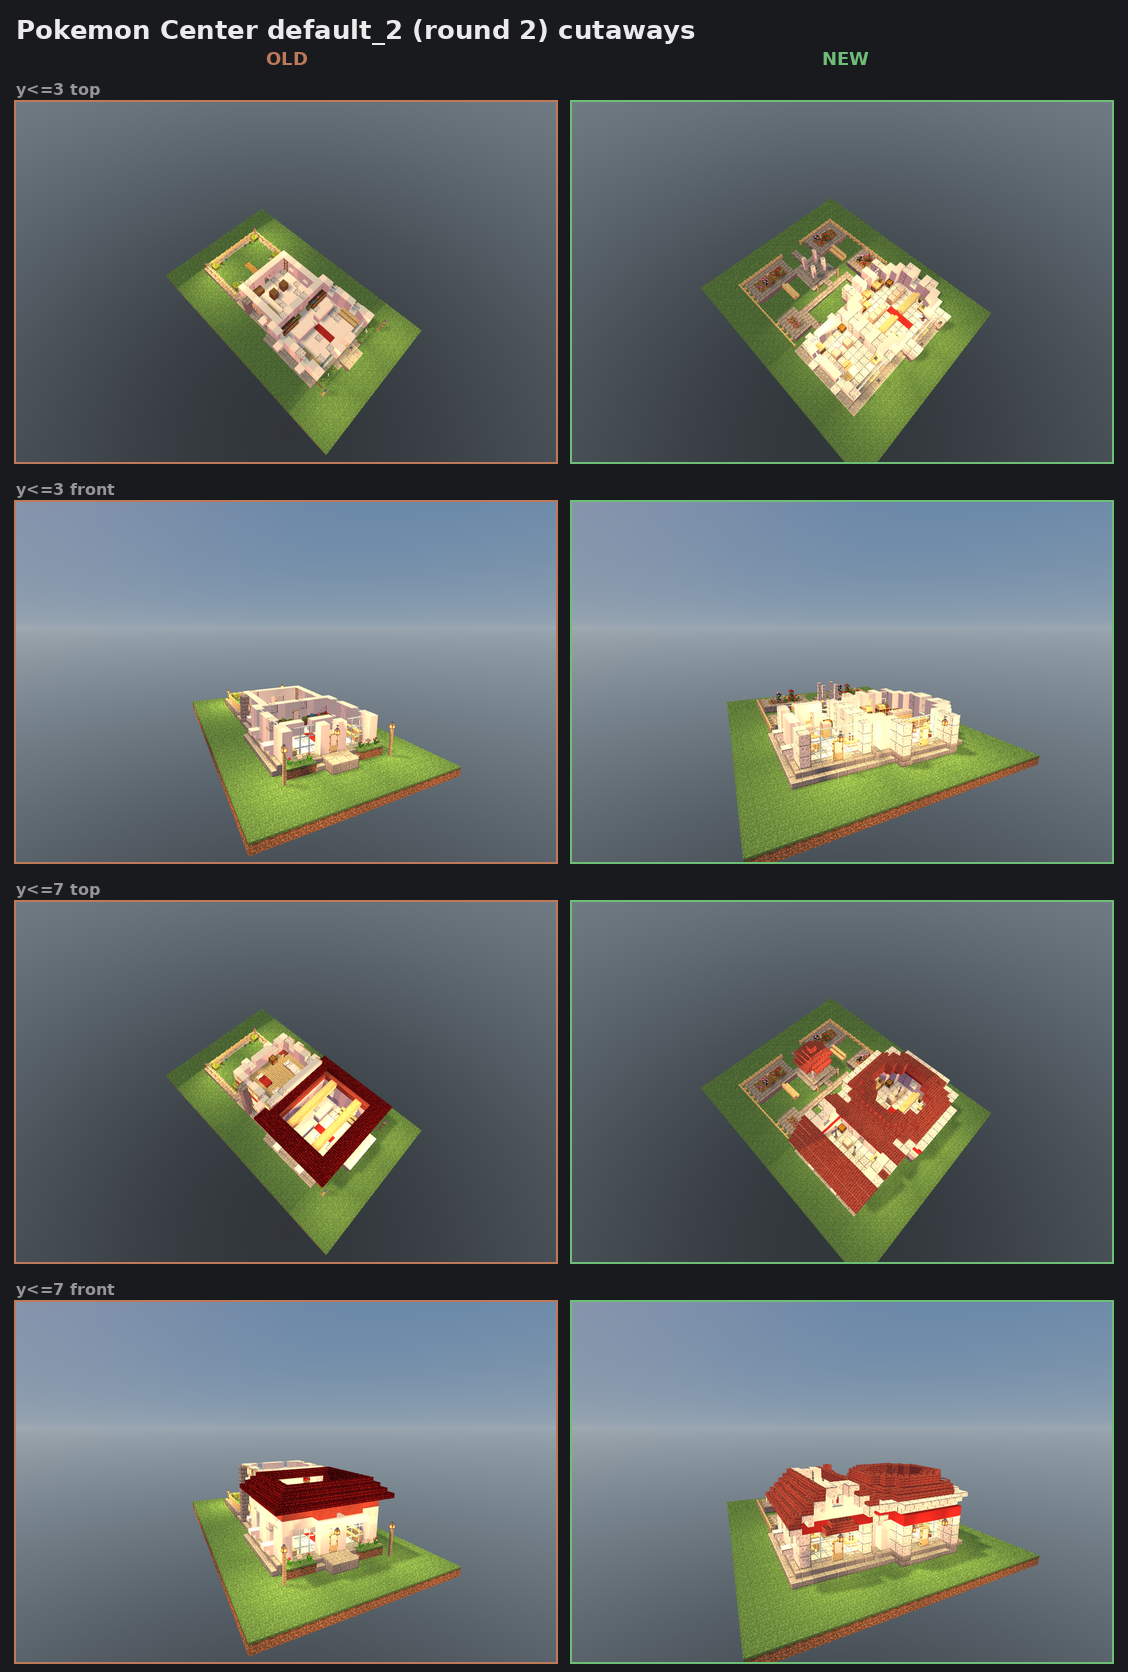 Pokemon Center default_2 (round 2) cutaways
OLD
NEW
y<=3 top
y<=3 front
y<=7 top
y<=7 front